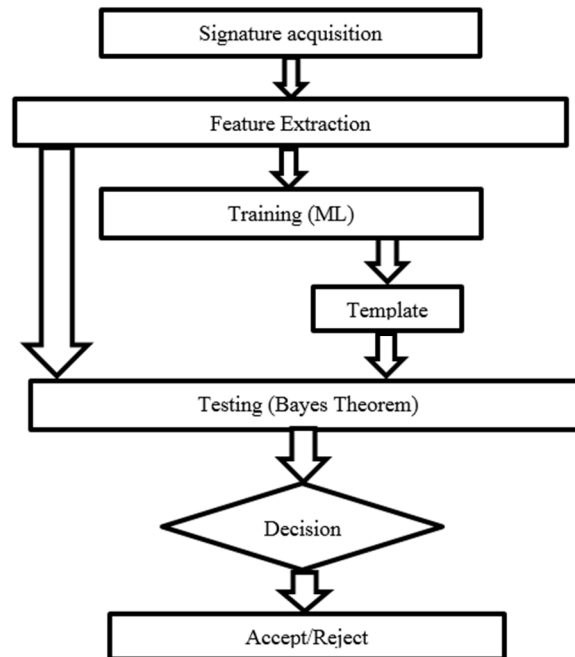 Signature acquisition
Feature Extraction
Training (ML)
Template
Testing (Bayes Theorem)
Decision
Accept/Reject